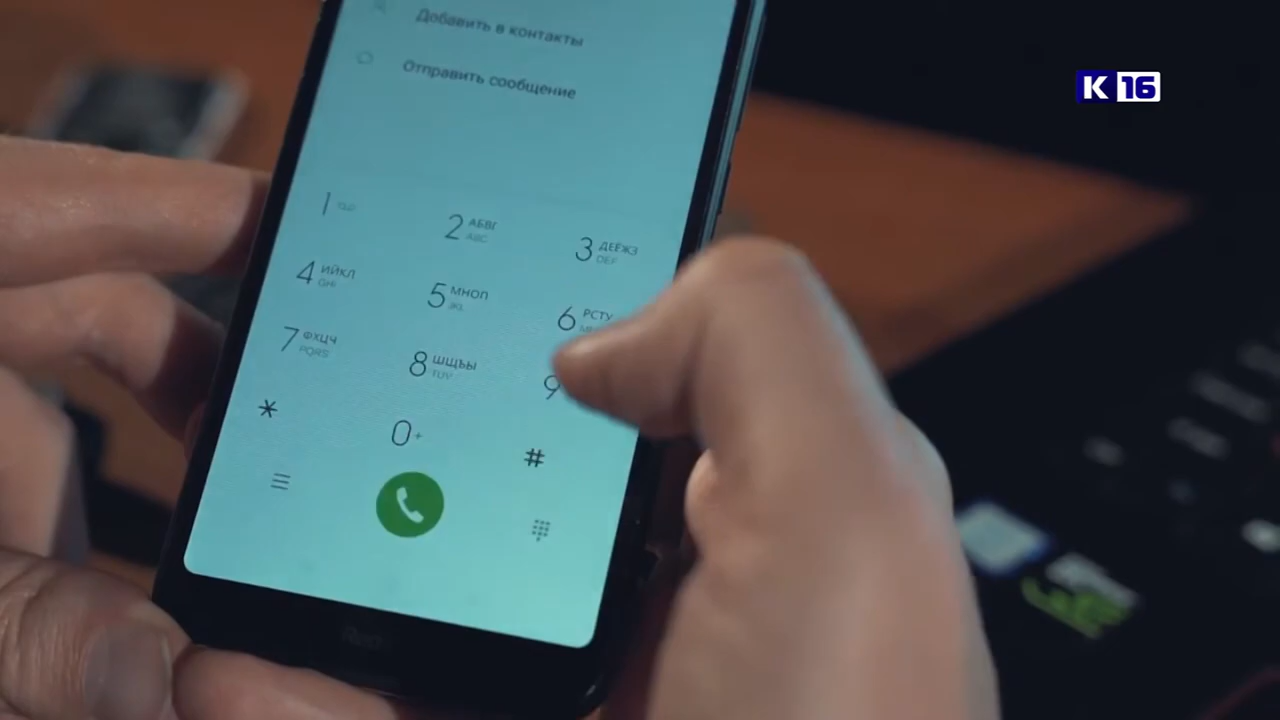 Добавить в контакты
Отправить сообщение
K 16
1
2 АБВГ ABC
3 ДЕЁЖЗ DEF
4 ИЙКЛ GHI
5 МНОП JKL
6 РСТУ
7 ФХЦЧ PQRS
8 ШЩЪЫ TUV
9
*
0 +
#